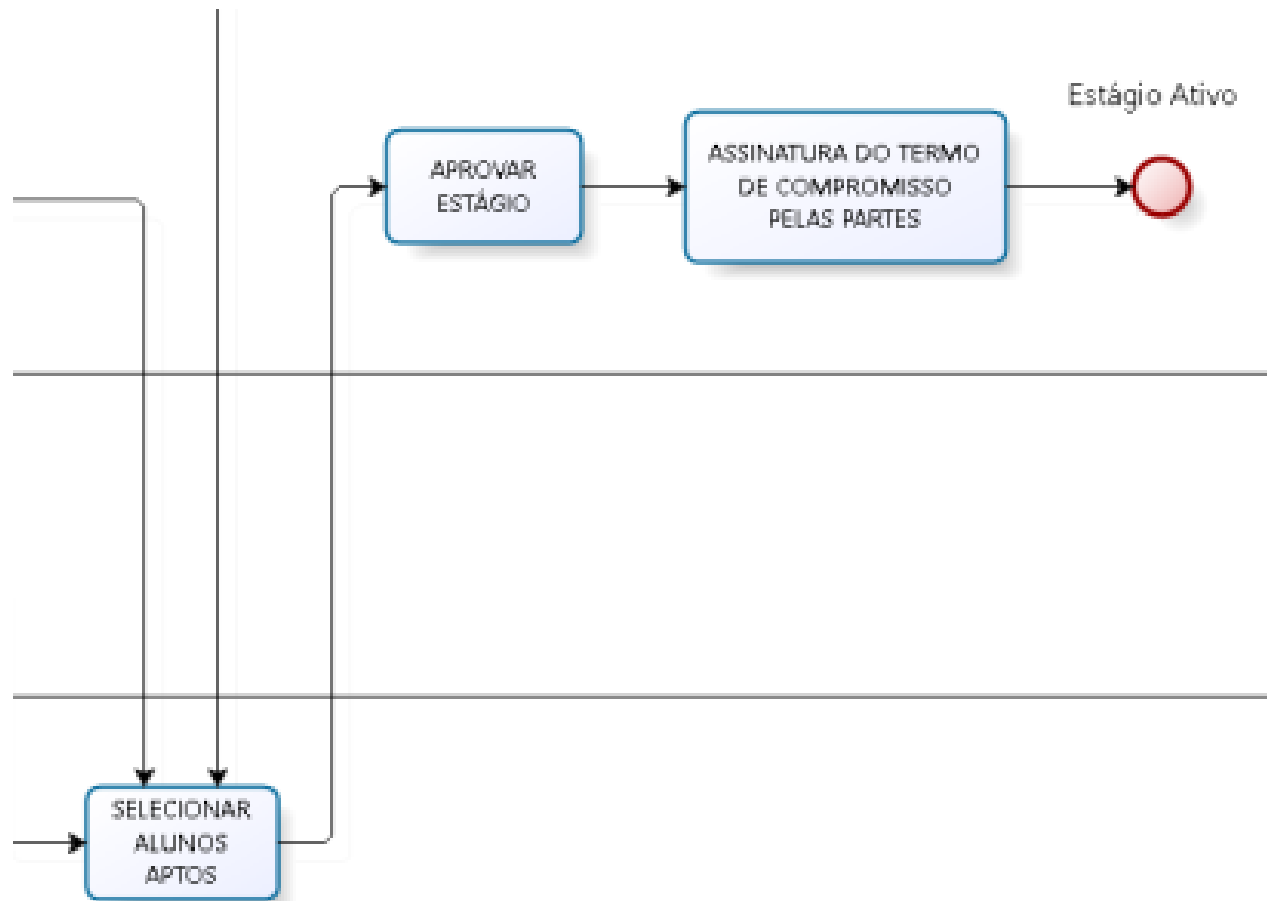 Estágio Ativo
APROVAR
ESTÁGIO
ASSINATURA DO TERMO
DE COMPROMISSO
PELAS PARTES
SELECIONAR
ALUNOS
APTOS